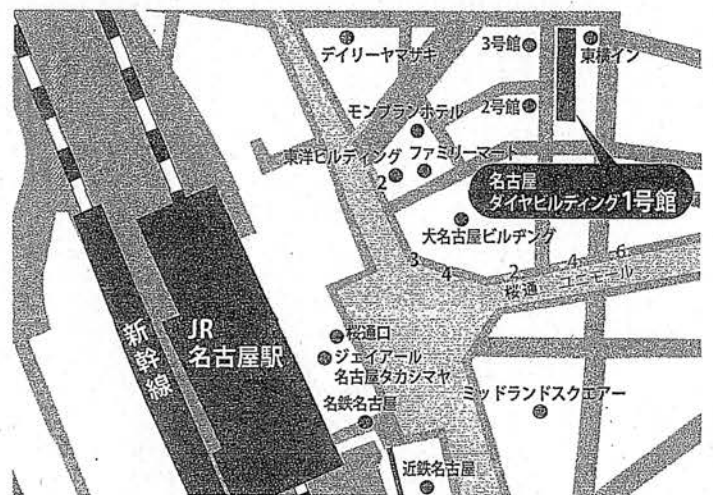 デイリーヤマザキ
3号館
東横イン
モンブランホテル
2号館
東洋ビルディング
ファミリーマート
2
名古屋
ダイヤビルディング1号館
犬名古屋ビルヂング
3
4
2
4
6
桜通
ユニモール
新幹線
JR
名古屋駅
桜通口
ジェイアール
名古屋タカシマヤ
名鉄名古屋
ミッドランドスクエアー
近鉄名古屋